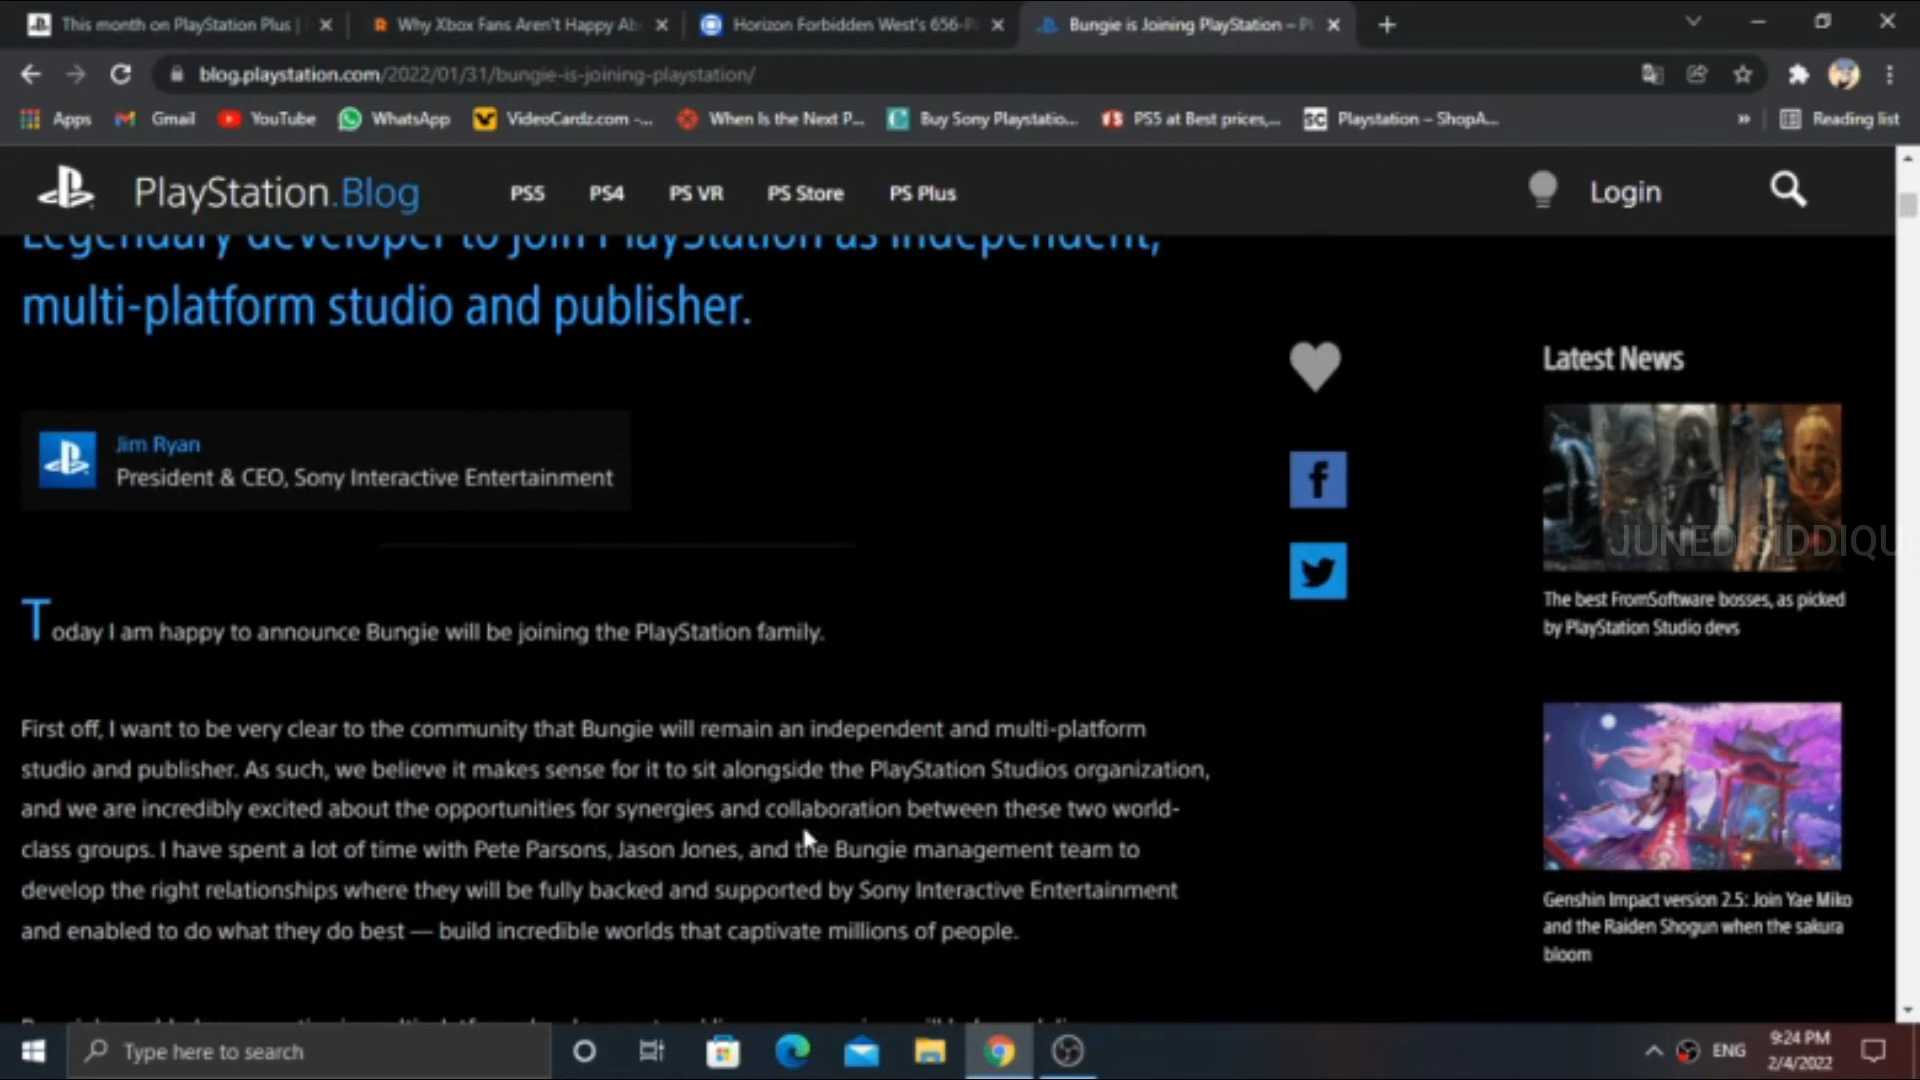 This month on PlayStation Plus |
Why Xbox Fans Aren't Happy Ab
Horizon Forbidden West's 656-P
Bungie is Joining PlayStation – Pl
blog.playstation.com/2022/01/31/bungie-is-joining-playstation/
Apps Gmail YouTube WhatsApp VideoCardz.com -... When Is the Next P... Buy Sony Playstatio... PS5 at Best prices,... Playstation – ShopA... » Reading list
PlayStation.Blog PS5 PS4 PS VR PS Store PS Plus Login
Legendary developer to join PlayStation as independent,
multi-platform studio and publisher.
Jim Ryan
President & CEO, Sony Interactive Entertainment
Today I am happy to announce Bungie will be joining the PlayStation family.
First off, I want to be very clear to the community that Bungie will remain an independent and multi-platform
studio and publisher. As such, we believe it makes sense for it to sit alongside the PlayStation Studios organization,
and we are incredibly excited about the opportunities for synergies and collaboration between these two world-
class groups. I have spent a lot of time with Pete Parsons, Jason Jones, and the Bungie management team to
develop the right relationships where they will be fully backed and supported by Sony Interactive Entertainment
and enabled to do what they do best — build incredible worlds that captivate millions of people.
Latest News
JUNED SIDDIQUI
The best FromSoftware bosses, as picked
by PlayStation Studio devs
Genshin Impact version 2.5: Join Yae Miko
and the Raiden Shogun when the sakura
bloom
Type here to search
ENG
9:24 PM
2/4/2022